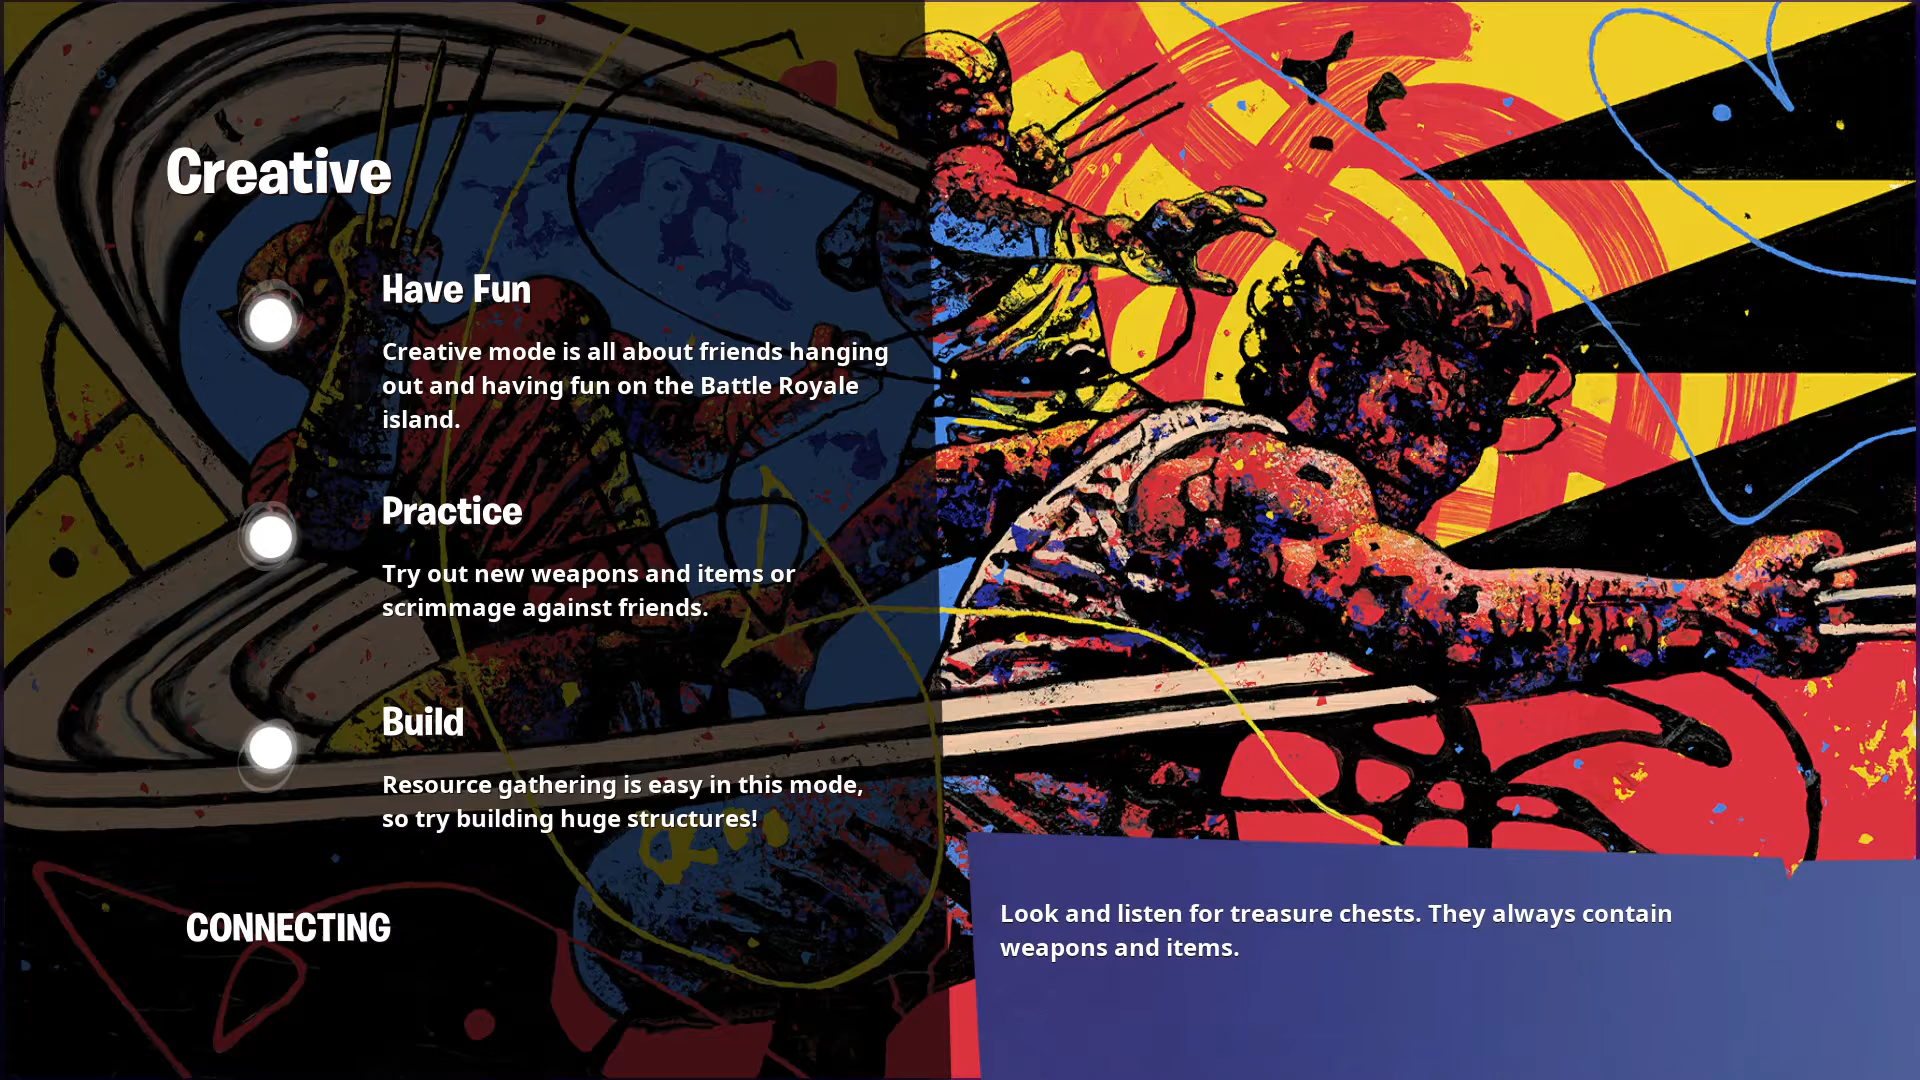 Creative
Have Fun
Creative mode is all about friends hanging
out and having fun on the Battle Royale
island.
Practice
Try out new weapons and items or
scrimmage against friends.
Build
Resource gathering is easy in this mode,
so try building huge structures!
CONNECTING
Look and listen for treasure chests. They always contain
weapons and items.